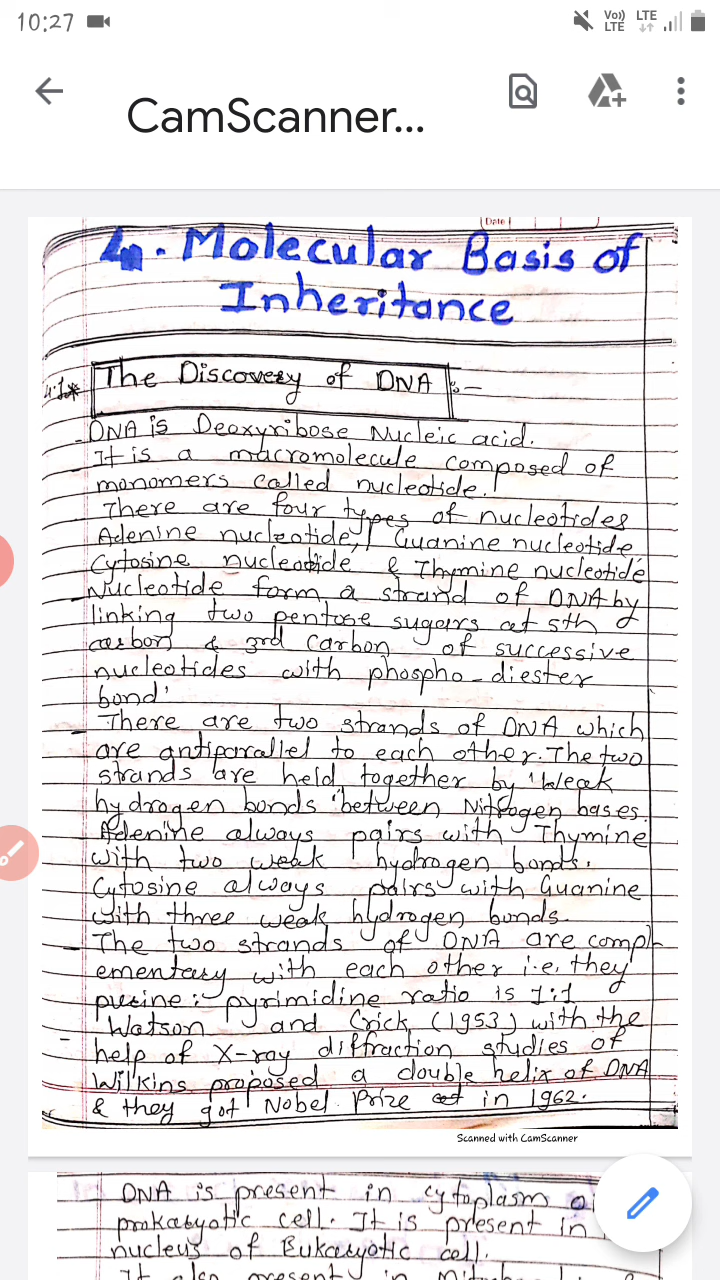 10:27
Vo)) LTE
LTE
CamScanner...
Date
4. Molecular Basis of
Inheritance
4.1* The Discovery of DNA :-
- DNA is Deoxyribose Nucleic acid.
- It is a macromolecule composed of
monomers called nucleotide.
There are four types of nucleotides
Adenine nucleotide, Guanine nucleotide
Cytosine nucleotide & Thymine nucleotide
- Nucleotide form a strand of DNA by
linking two pentose sugars at 5th
carbon & 3rd Carbon of successive
nucleotides with phospho-diester
bond.
- There are two strands of DNA which
are antiparallel to each other. The two
strands are held together by 'Weak
hydrogen bonds' between Nitrogen bases.
Adenine always pairs with Thymine
with two weak hydrogen bonds.
Cytosine always pairs with Guanine
with three weak hydrogen bonds.
- The two strands of DNA are compl-
ementary with each other i.e. they
purine : pyrimidine ratio is 1:1
- Watson and Crick (1953) with the
help of X-ray diffraction studies of
Wilkins proposed a double helix of DNA
& they got Nobel Prize in 1962.
Scanned with CamScanner
DNA is present in cytoplasm
prokaryotic cell. It is present in
nucleus of Eukaryotic cell.
It also present in